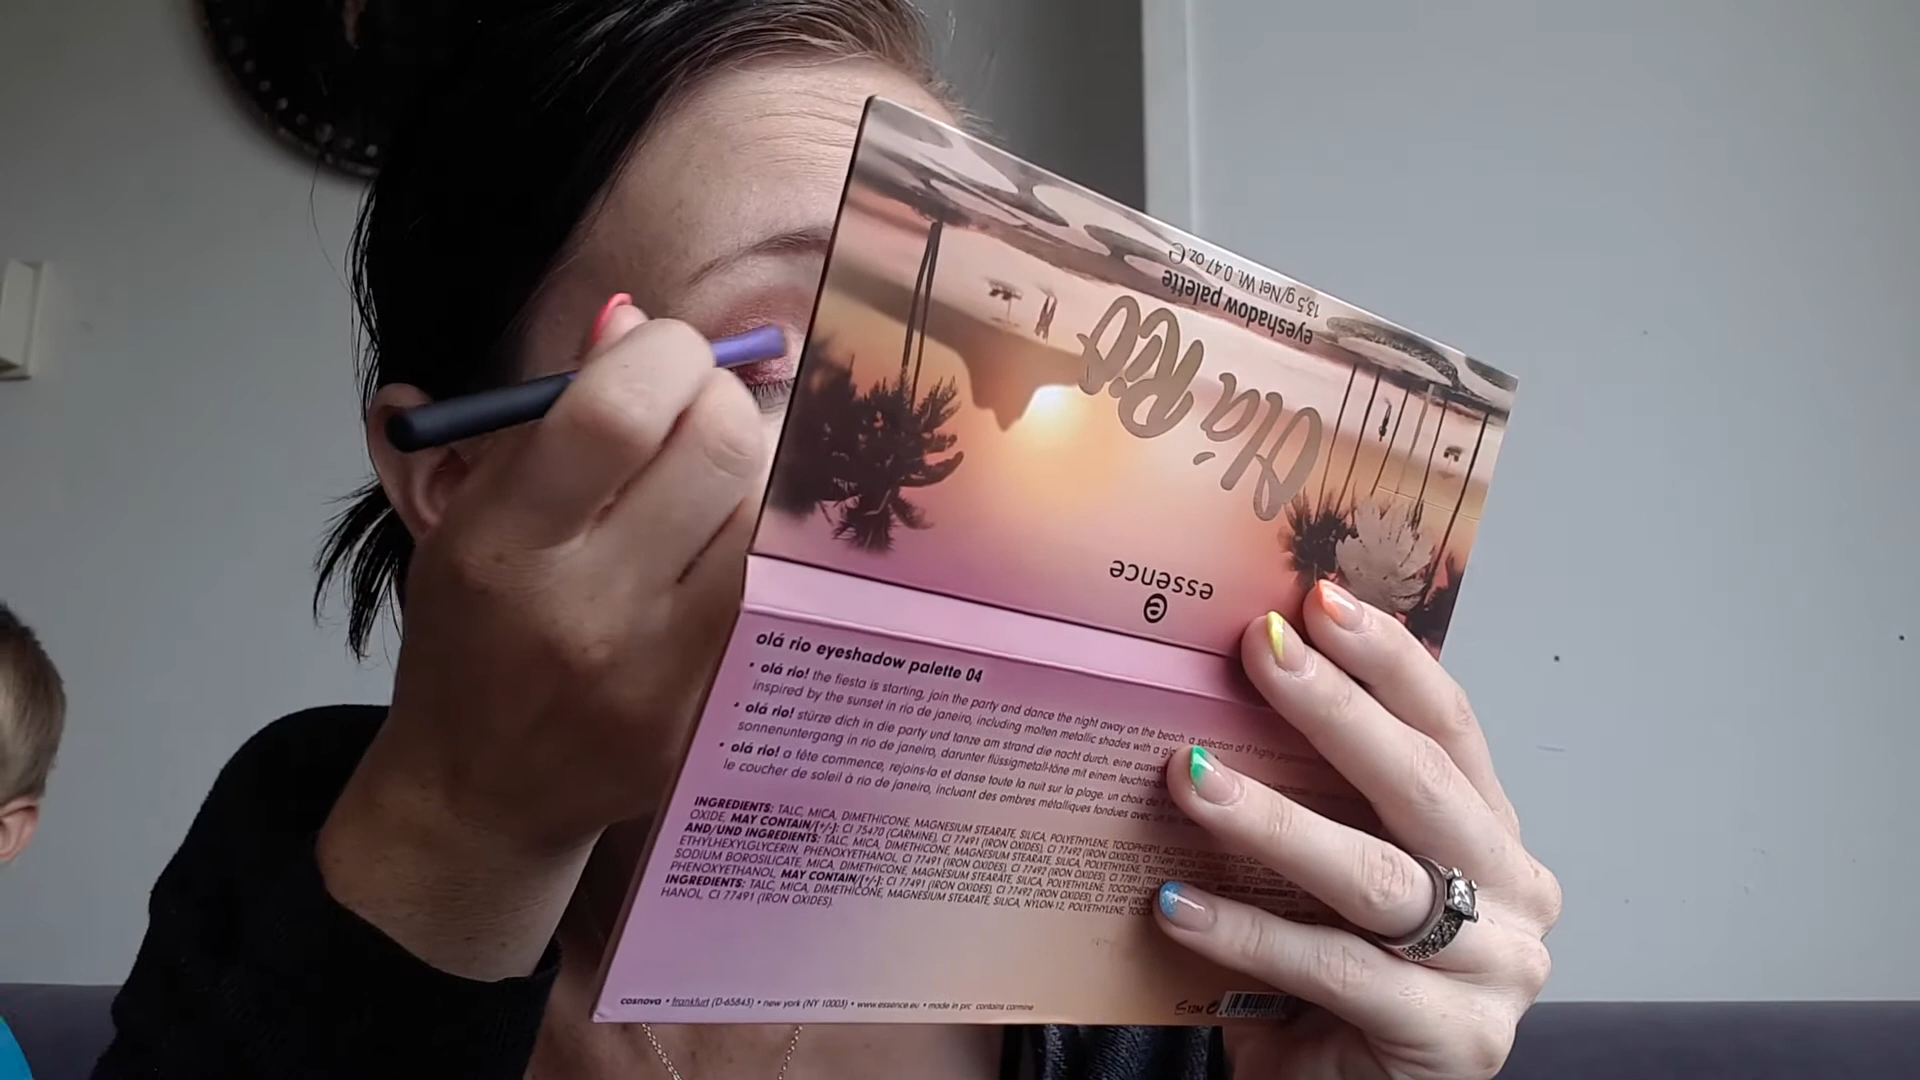 13,5 g/Net Wt. 0.47 oz. ℮
eyeshadow palette
Olá Rio
essence
e
olá rio eyeshadow palette 04
• olá rio! the fiesta is starting, join the party and dance the night away on the beach. a selection of 9 highly
inspired by the sunset in rio de janeiro, including molten metallic shades with a
• olá rio! stürze dich in die party und tanze am strand die nacht durch. eine
sonnenuntergang in rio de janeiro, darunter flüssigmetall-töne mit einem
• olá rio! a fête commence, rejoins-la et danse toute la nuit sur la plage. un choix de
le coucher de soleil à rio de janeiro, incluant des ombres métalliques fondues avec un
INGREDIENTS: TALC, MICA, DIMETHICONE, MAGNESIUM STEARATE, SILICA, POLYETHYLENE, TOCOPHERYL ACETATE,
OXIDE, MAY CONTAIN/[+/-]: CI 75470 (CARMINE), CI 77491 (IRON OXIDES), CI 77492 (IRON OXIDES), CI 77499 (IRON OXIDES),
AND/UND INGREDIENTS: TALC, MICA, DIMETHICONE, MAGNESIUM STEARATE, SILICA, POLYETHYLENE,
ETHYLHEXYLGLYCERIN, PHENOXYETHANOL, CI 77491 (IRON OXIDES), CI 77492 (IRON OXIDES), CI 77891
SODIUM BOROSILICATE, MICA, DIMETHICONE, MAGNESIUM STEARATE, SILICA, POLYETHYLENE,
PHENOXYETHANOL, MAY CONTAIN/[+/-]: CI 77491 (IRON OXIDES), CI 77492 (IRON OXIDES), CI 77499
INGREDIENTS: TALC, MICA, DIMETHICONE, MAGNESIUM STEARATE, SILICA, NYLON-12, POLYETHYLENE,
HANOL, CI 77491 (IRON OXIDES).
cosnova • frankfurt (D-65843) • new york (NY 10003) • www.essence.eu • made in prc contains carmine
12M